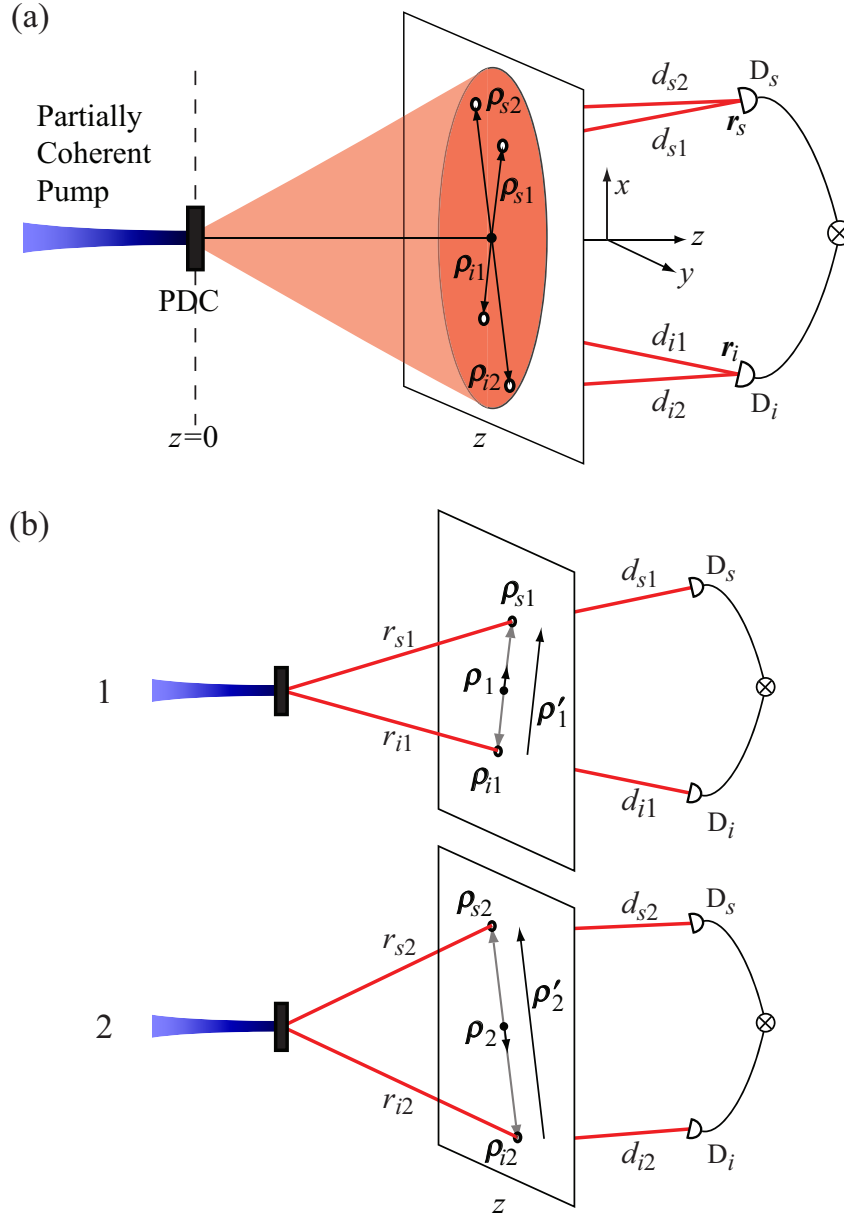 (a)
Partially
Coherent
Pump
PDC
z=0
ρs2
ρs1
ρi1
ρi2
z
ds2
ds1
Ds
rs
x
z
y
di1
di2
ri
Di
(b)
1
rs1
ri1
ρs1
ρ1
ρ′1
ρi1
ds1
Ds
di1
Di
2
rs2
ri2
ρs2
ρ2
ρ′2
ρi2
z
ds2
Ds
di2
Di